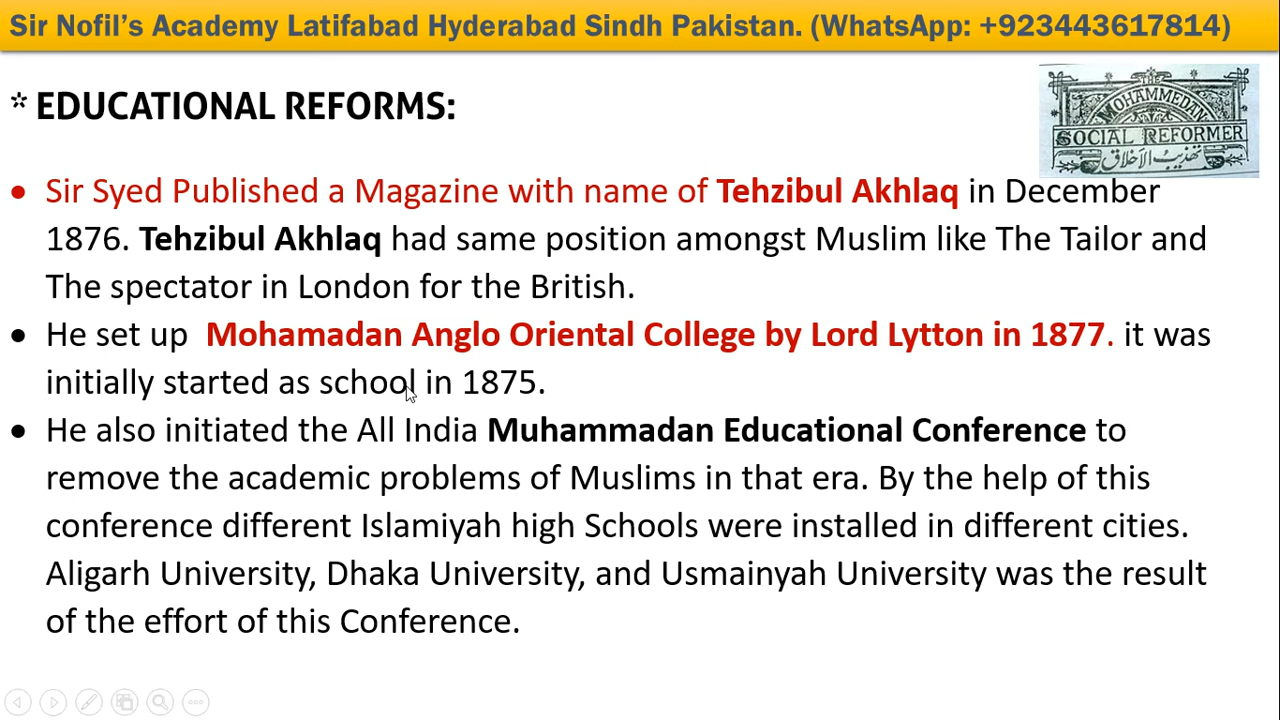 Sir Nofil’s Academy Latifabad Hyderabad Sindh Pakistan. (WhatsApp: +923443617814)
* EDUCATIONAL REFORMS:
THE
MOHAMMEDAN
SOCIAL REFORMER
تهذيب الاخلاق
• Sir Syed Published a Magazine with name of Tehzibul Akhlaq in December
1876. Tehzibul Akhlaq had same position amongst Muslim like The Tailor and
The spectator in London for the British.
• He set up Mohamadan Anglo Oriental College by Lord Lytton in 1877. it was
initially started as school in 1875.
• He also initiated the All India Muhammadan Educational Conference to
remove the academic problems of Muslims in that era. By the help of this
conference different Islamiyah high Schools were installed in different cities.
Aligarh University, Dhaka University, and Usmainyah University was the result
of the effort of this Conference.